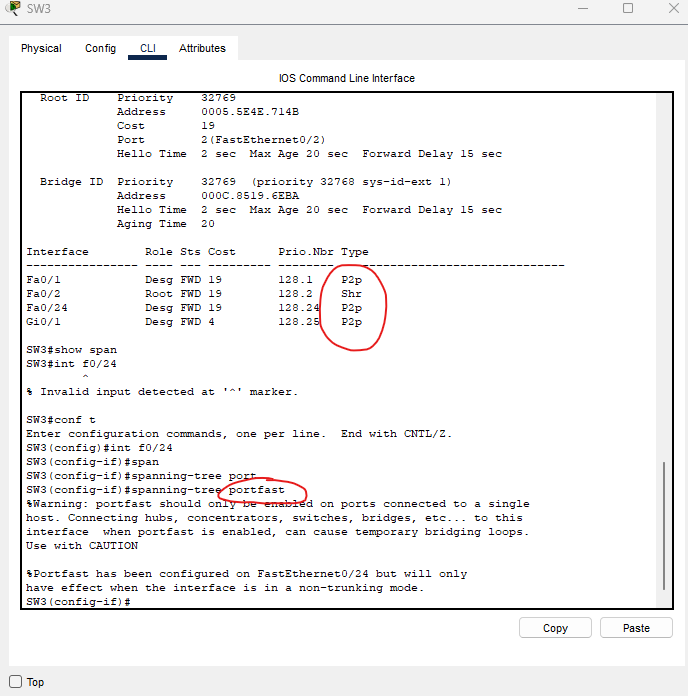 SW3
Physical Config CLI Attributes
IOS Command Line Interface
Root ID Priority 32769
Address 0005.5E4E.714B
Cost 19
Port 2(FastEthernet0/2)
Hello Time 2 sec Max Age 20 sec Forward Delay 15 sec
Bridge ID Priority 32769 (priority 32768 sys-id-ext 1)
Address 000C.8519.6EBA
Hello Time 2 sec Max Age 20 sec Forward Delay 15 sec
Aging Time 20
Interface Role Sts Cost Prio.Nbr Type
---------------- ---- --- --------- -------- --------------------------------
Fa0/1 Desg FWD 19 128.1 P2p
Fa0/2 Root FWD 19 128.2 Shr
Fa0/24 Desg FWD 19 128.24 P2p
Gi0/1 Desg FWD 4 128.25 P2p
SW3#show span
SW3#int f0/24
^
% Invalid input detected at '^' marker.
SW3#conf t
Enter configuration commands, one per line. End with CNTL/Z.
SW3(config)#int f0/24
SW3(config-if)#span
SW3(config-if)#spanning-tree port
SW3(config-if)#spanning-tree portfast
%Warning: portfast should only be enabled on ports connected to a single
host. Connecting hubs, concentrators, switches, bridges, etc... to this
interface when portfast is enabled, can cause temporary bridging loops.
Use with CAUTION
%Portfast has been configured on FastEthernet0/24 but will only
have effect when the interface is in a non-trunking mode.
SW3(config-if)#
Copy Paste
Top